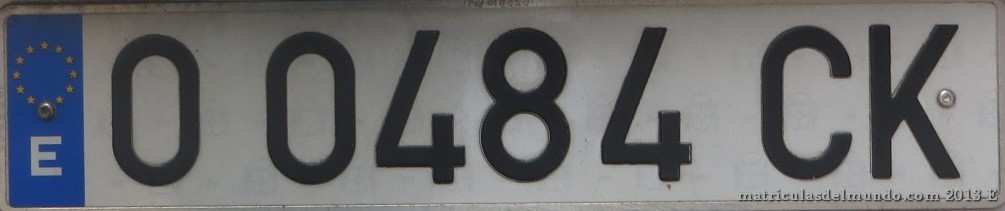 E O 0484 CK
matriculasdelmundo.com-2013-E